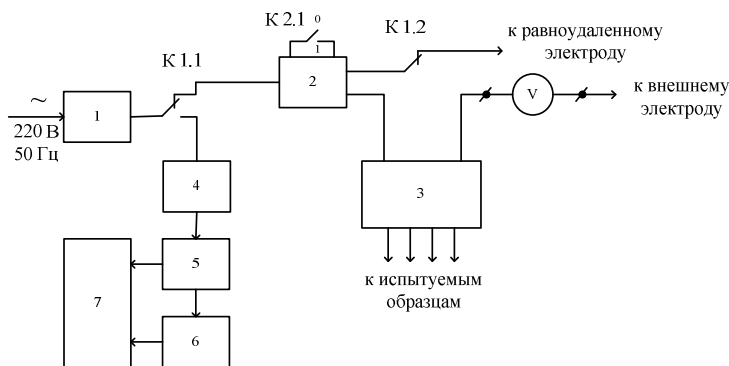 К 2.1
0
1
К 1.2
к равноудаленному
электроду
К 1.1
~
220 В
50 Гц
1
2
V
к внешнему
электроду
4
3
5
к испытуемым
образцам
7
6